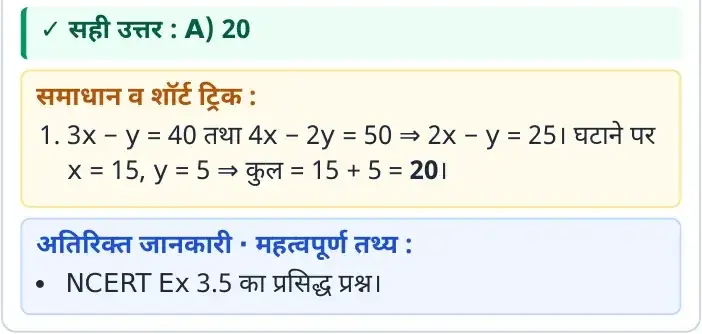 ✓ सही उत्तर : A) 20
समाधान व शॉर्ट ट्रिक :
1. 3x − y = 40 तथा 4x − 2y = 50 ⇒ 2x − y = 25। घटाने पर
x = 15, y = 5 ⇒ कुल = 15 + 5 = 20।
अतिरिक्त जानकारी · महत्वपूर्ण तथ्य :
• NCERT Ex 3.5 का प्रसिद्ध प्रश्न।